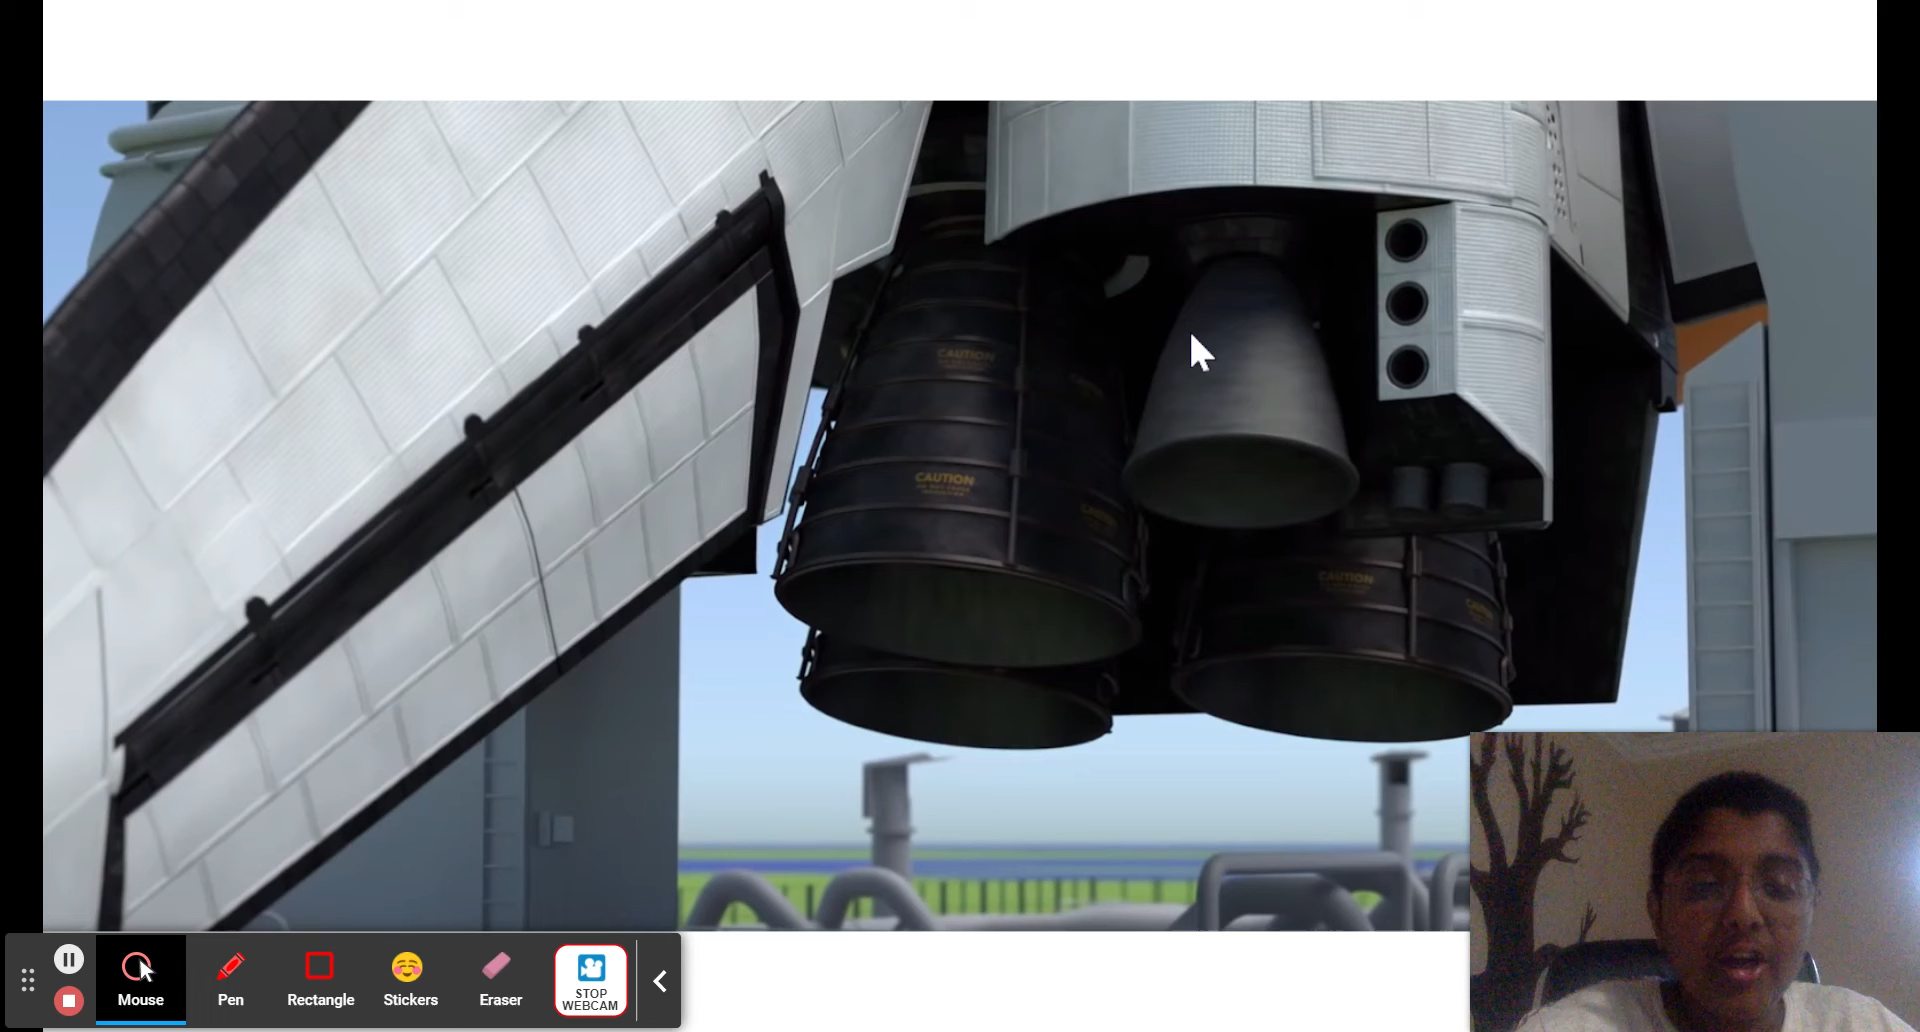 CAUTION
CAUTION
CAUTION
Mouse
Pen
Rectangle
Stickers
Eraser
STOP
WEBCAM